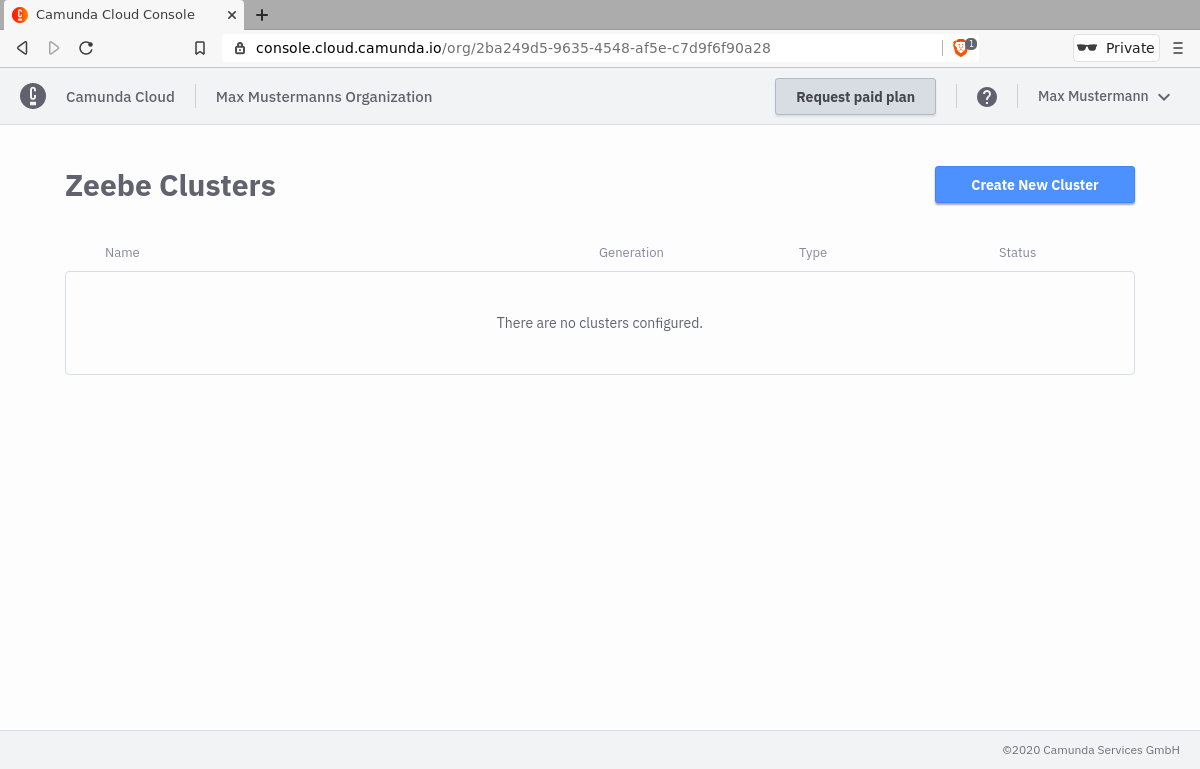 Camunda Cloud Console
console.cloud.camunda.io/org/2ba249d5-9635-4548-af5e-c7d9f6f90a28
1
Private
Camunda Cloud
Max Mustermanns Organization
Request paid plan
?
Max Mustermann
Zeebe Clusters
Create New Cluster
Name Generation Type Status
There are no clusters configured.
©2020 Camunda Services GmbH